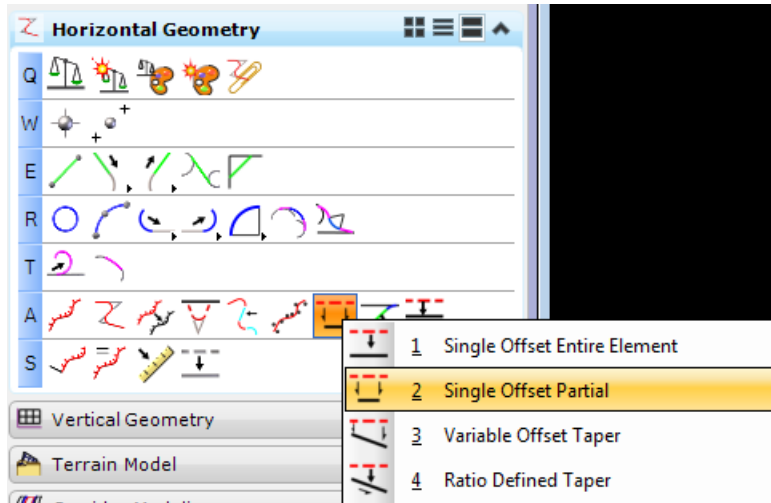 Horizontal Geometry
Q
W
E
R
T
A
S
1 Single Offset Entire Element
2 Single Offset Partial
3 Variable Offset Taper
4 Ratio Defined Taper
Vertical Geometry
Terrain Model